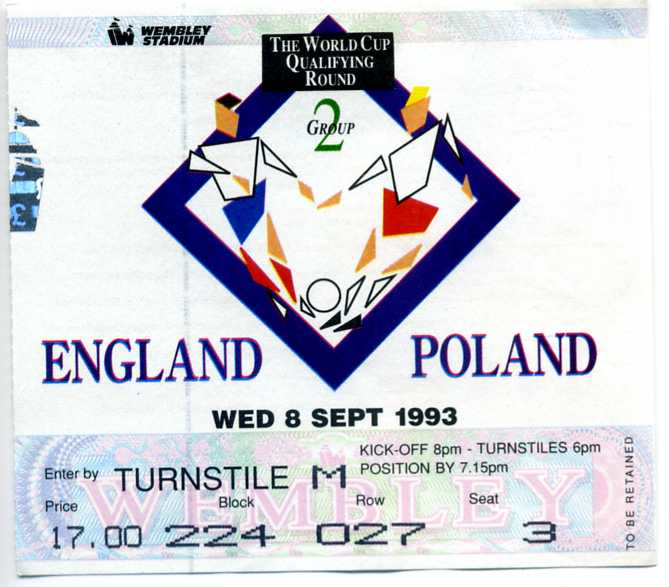 WEMBLEY
STADIUM
THE WORLD CUP
QUALIFYING
ROUND
2
GROUP
ENGLAND POLAND
WED 8 SEPT 1993
KICK-OFF 8pm - TURNSTILES 6pm
Enter by TURNSTILE M POSITION BY 7.15pm
Price Block Row Seat
17.00 224 027 3
WEMBLEY
TO BE RETAINED